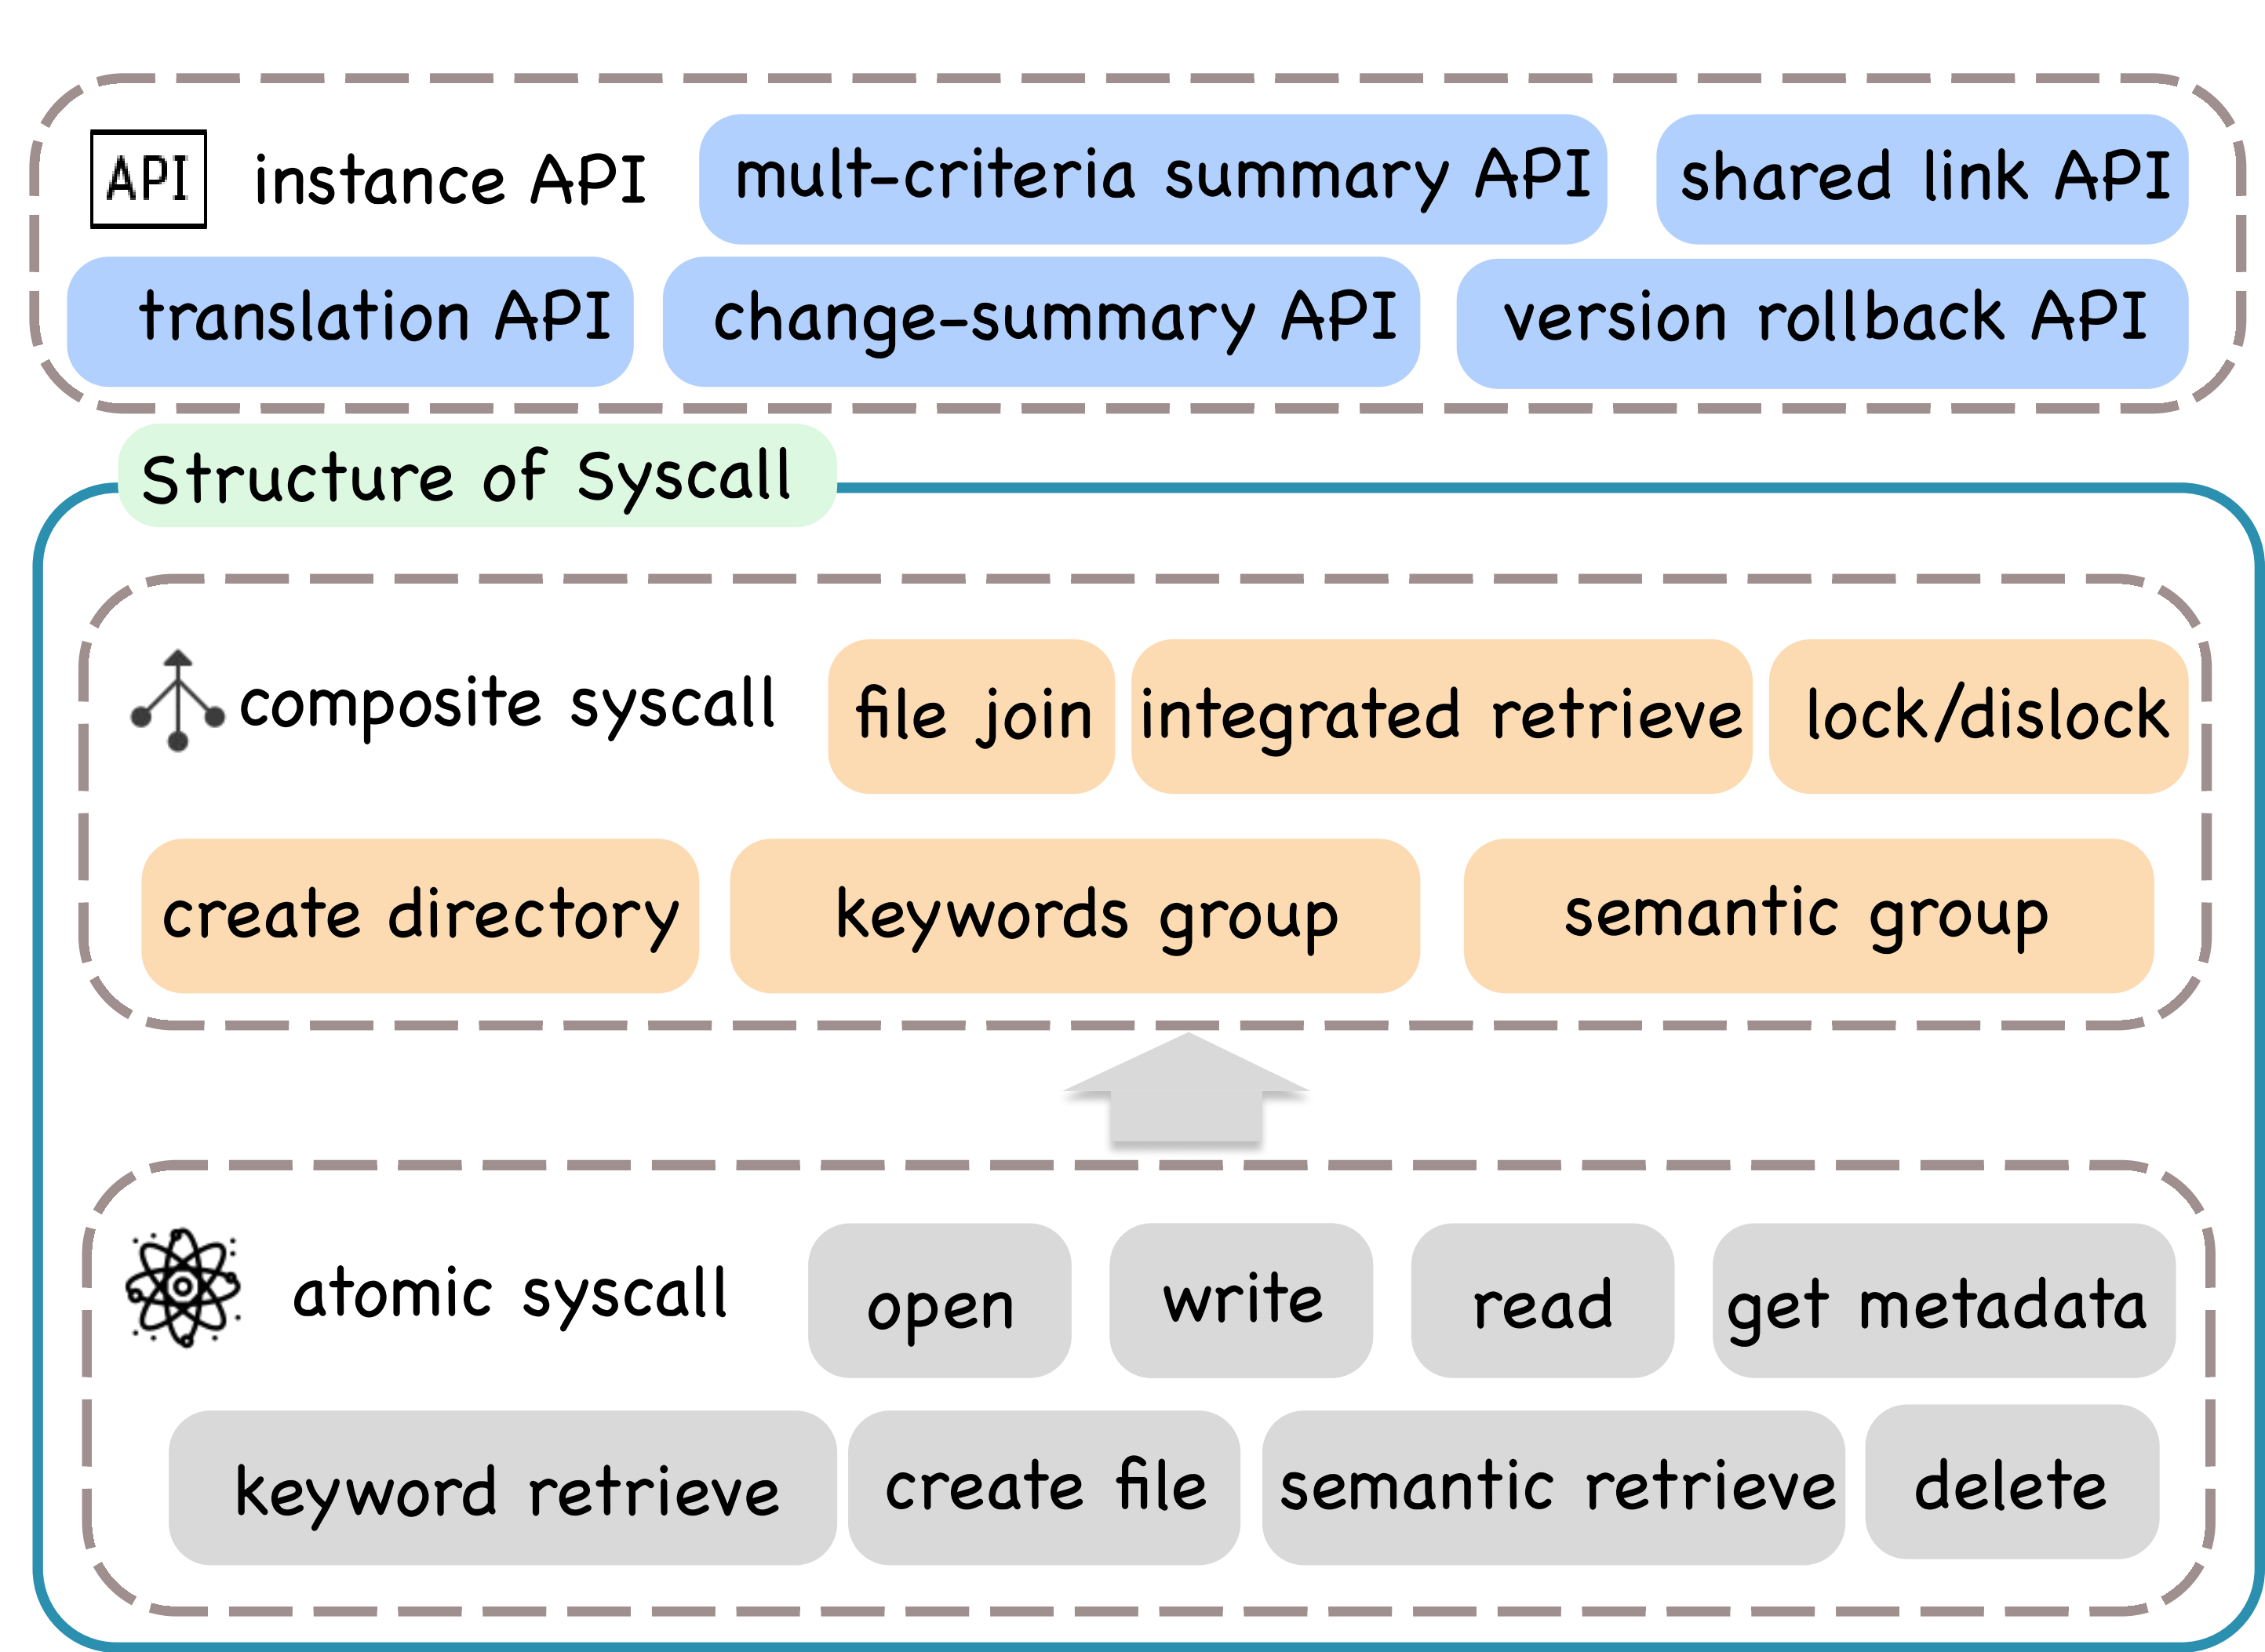 API instance API mult-criteria summary API shared link API
translation API change-summary API version rollback API
Structure of Syscall
composite syscall file join integrated retrieve lock/dislock
create directory keywords group semantic group
atomic syscall open write read get metadata
keyword retrieve create file semantic retrieve delete